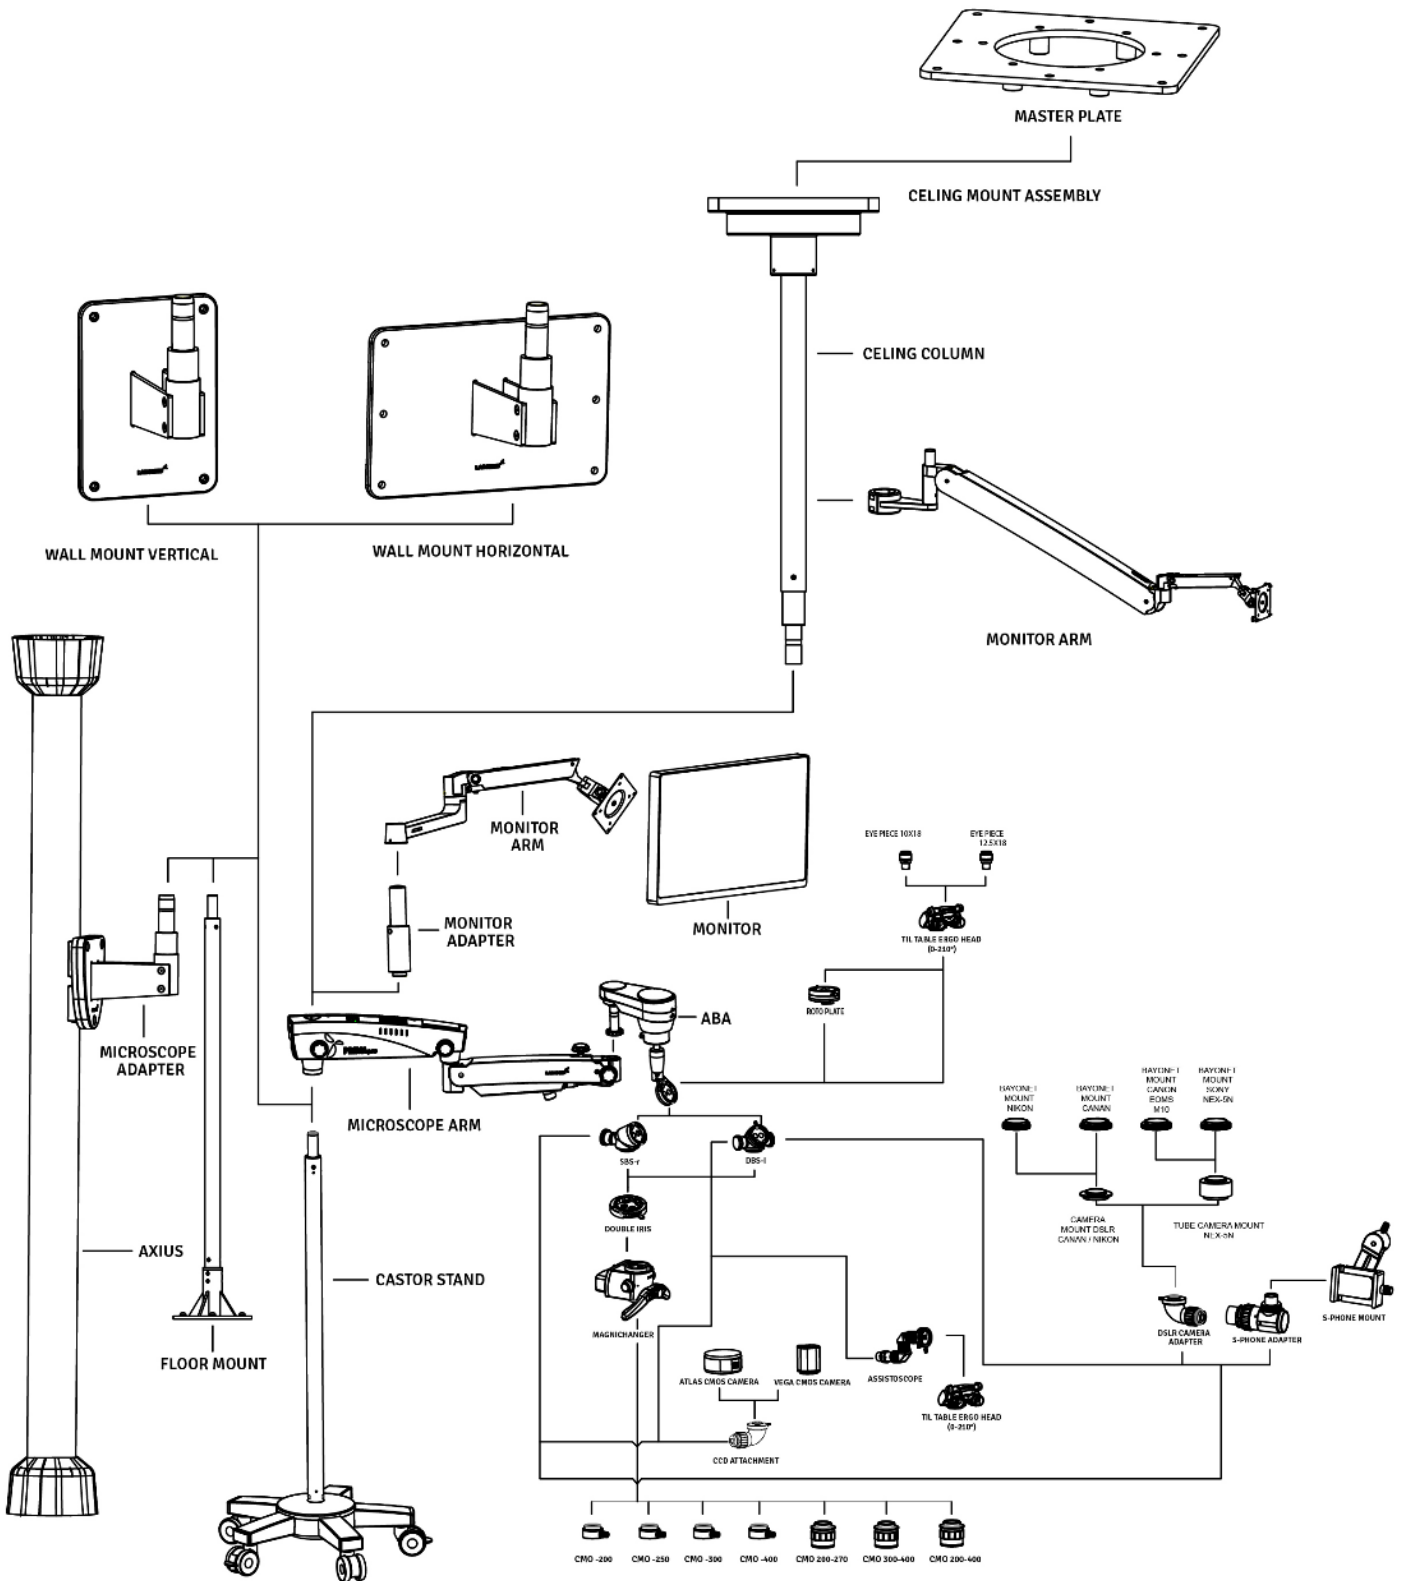 MASTER PLATE
CELING MOUNT ASSEMBLY
CELING COLUMN
WALL MOUNT VERTICAL
WALL MOUNT HORIZONTAL
MONITOR ARM
MONITOR
ARM
EYE PIECE 10X18
EYE PIECE
12.5X18
MONITOR
ADAPTER
MONITOR
TIL TABLE ERGO HEAD
(0-210°)
ROTO PLATE
ABA
MICROSCOPE
ADAPTER
MICROSCOPE ARM
BAYONET
MOUNT
NIKON
BAYONET
MOUNT
CANAN
BAYONET
MOUNT
CANON
EOMS
M10
BAYONET
MOUNT
SONY
NEX-5N
SBS-r
DBS-l
DOUBLE IRIS
CAMERA
MOUNT DSLR
CANAN / NIKON
TUBE CAMERA MOUNT
NEX-5N
AXIUS
CASTOR STAND
MAGNICHANGER
DSLR CAMERA
ADAPTER
S-PHONE ADAPTER
S-PHONE MOUNT
FLOOR MOUNT
ATLAS CMOS CAMERA
VEGA CMOS CAMERA
ASSISTOSCOPE
TIL TABLE ERGO HEAD
(0-210°)
CCD ATTACHMENT
CMO -200
CMO -250
CMO -300
CMO -400
CMO 200-270
CMO 300-400
CMO 200-400